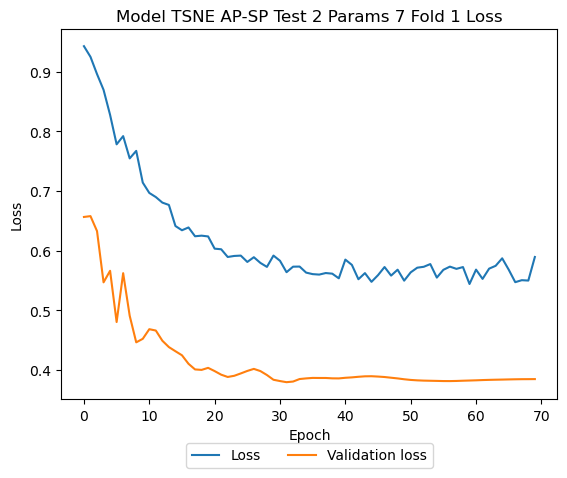 Model TSNE AP-SP Test 2 Params 7 Fold 1 Loss
Loss
0.9
0.8
0.7
0.6
0.5
0.4
0 10 20 30 40 50 60 70
Epoch
Loss Validation loss